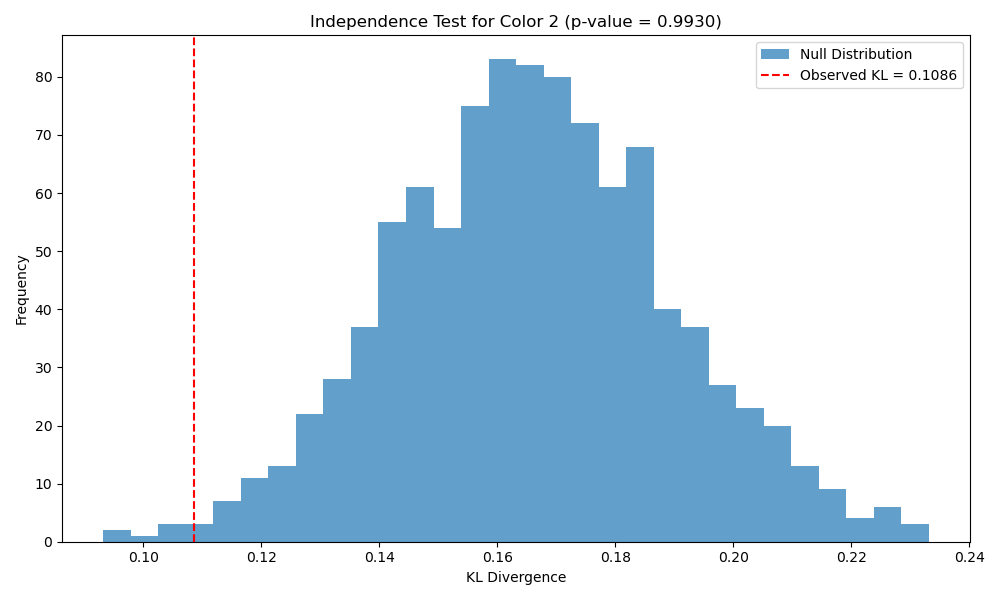 Independence Test for Color 2 (p-value = 0.9930)
Null Distribution
Observed KL = 0.1086
Frequency
80
70
60
50
40
30
20
10
0
0.10 0.12 0.14 0.16 0.18 0.20 0.22 0.24
KL Divergence